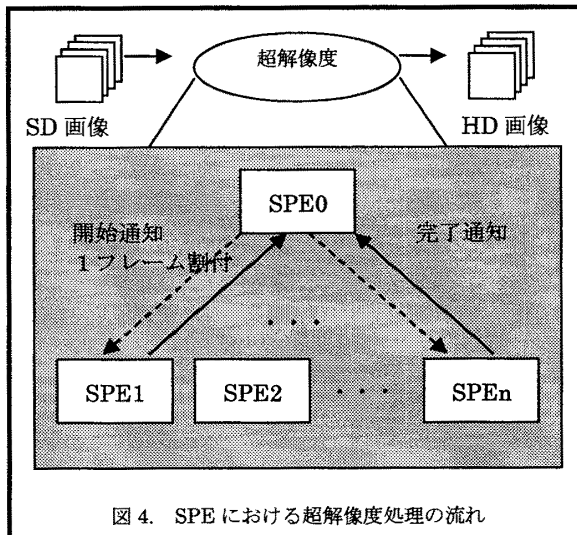 超解像度
SD 画像
HD 画像
SPE0
開始通知
1フレーム割付
完了通知
・・・
SPE1
SPE2
・・・
SPEn
図 4. SPE における超解像度処理の流れ